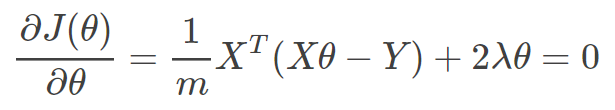 ∂J(θ)/∂θ = 1/m X^T(Xθ − Y) + 2λθ = 0